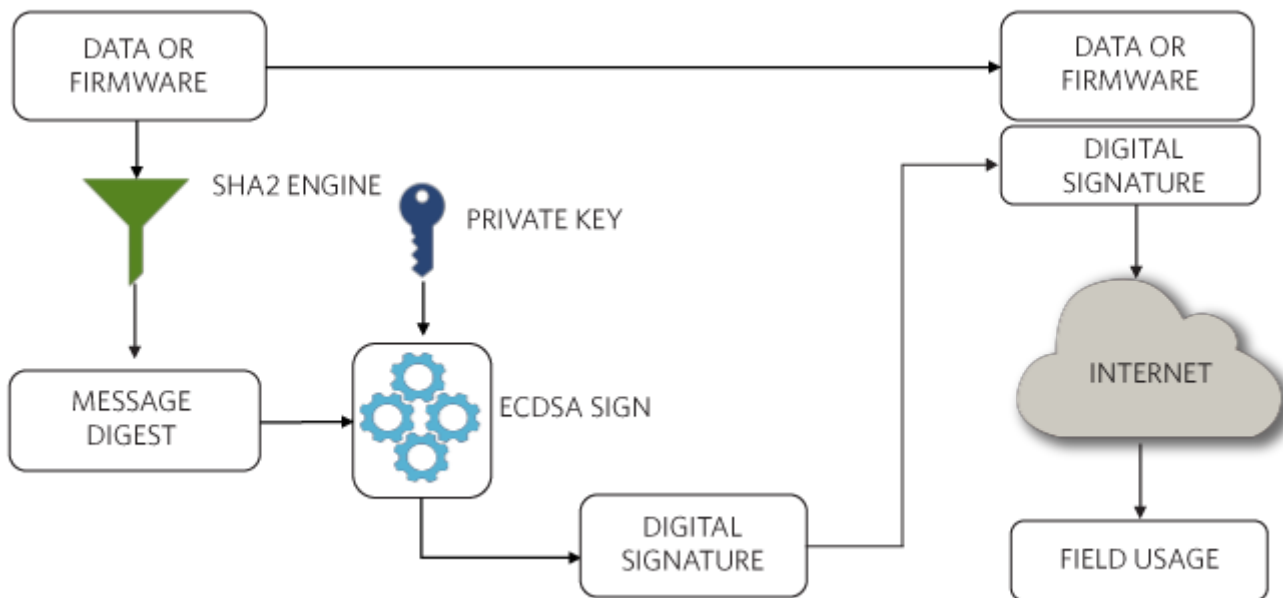 DATA OR
FIRMWARE
DATA OR
FIRMWARE
DIGITAL
SIGNATURE
SHA2 ENGINE
PRIVATE KEY
INTERNET
MESSAGE
DIGEST
ECDSA SIGN
DIGITAL
SIGNATURE
FIELD USAGE